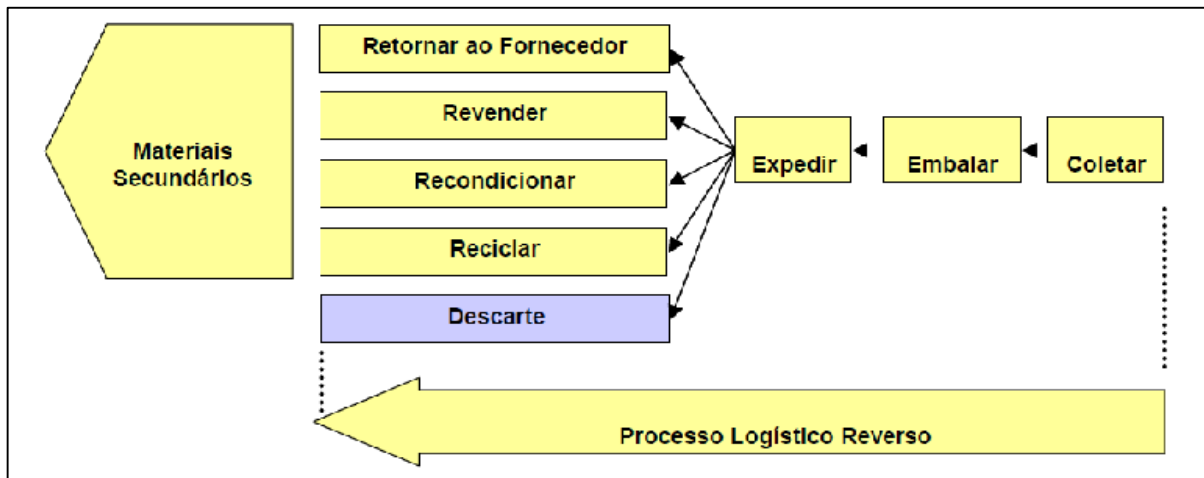 Retornar ao Fornecedor
Revender
Recondicionar
Reciclar
Descarte
Materiais
Secundários
Expedir
Embalar
Coletar
Processo Logístico Reverso